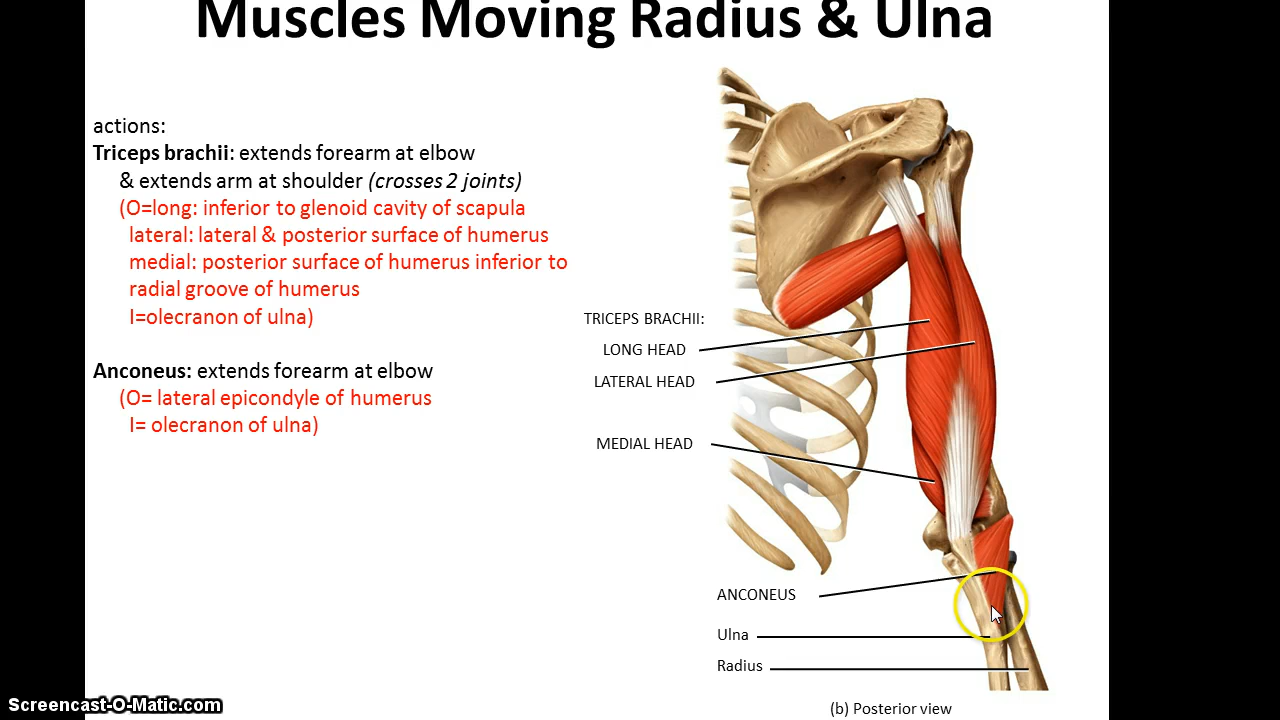 Muscles Moving Radius & Ulna
actions:
Triceps brachii: extends forearm at elbow
& extends arm at shoulder (crosses 2 joints)
(O=long: inferior to glenoid cavity of scapula
lateral: lateral & posterior surface of humerus
medial: posterior surface of humerus inferior to
radial groove of humerus
I=olecranon of ulna)
Anconeus: extends forearm at elbow
(O= lateral epicondyle of humerus
I= olecranon of ulna)
TRICEPS BRACHII:
LONG HEAD
LATERAL HEAD
MEDIAL HEAD
ANCONEUS
Ulna
Radius
(b) Posterior view
Screencast-O-Matic.com